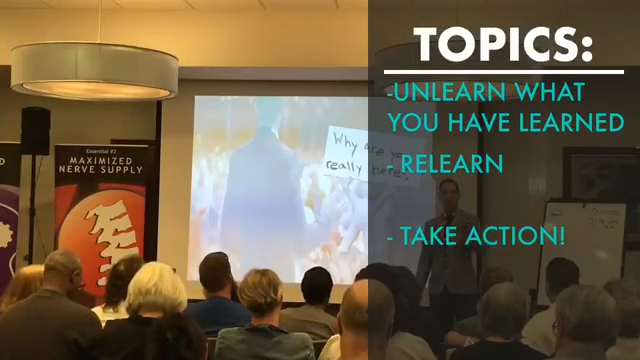 TOPICS:
-UNLEARN WHAT
YOU HAVE LEARNED
- RELEARN
- TAKE ACTION!
Essential #2
MAXIMIZED
NERVE SUPPLY
Why are you
really here?